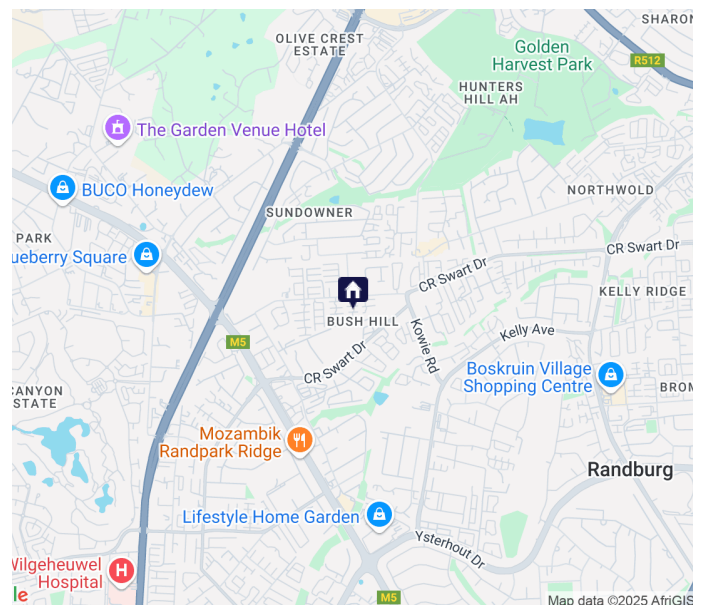 SHARON
OLIVE CREST
ESTATE
Golden
Harvest Park
R512
HUNTERS
HILL AH
The Garden Venue Hotel
BUCO Honeydew
NORTHWOLD
SUNDOWNER
PARK
ueberry Square
CR Swart Dr
CR Swart Dr
KELLY RIDGE
BUSH HILL
Kowie Rd
Kelly Ave
M5
CR Swart Dr
Boskruin Village
Shopping Centre
CANYON
STATE
BROM
Mozambik
Randpark Ridge
Randburg
Lifestyle Home Garden
Ysterhout Dr
Wilgeheuwel
Hospital
H
le
M5
Map data ©2025 AfriGIS